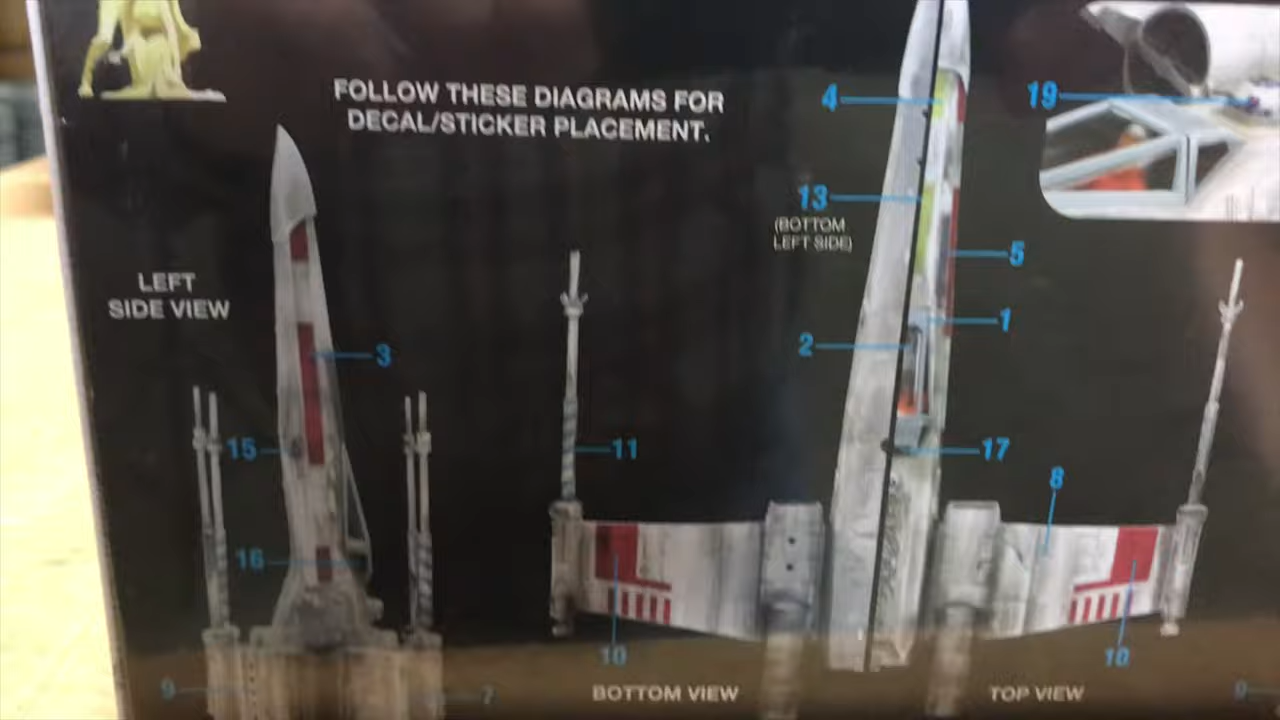 FOLLOW THESE DIAGRAMS FOR
DECAL/STICKER PLACEMENT.
4
19
13
(BOTTOM
LEFT SIDE)
5
LEFT
SIDE VIEW
1
2
3
15
11
17
8
16
10
10
9
7
BOTTOM VIEW
TOP VIEW
9